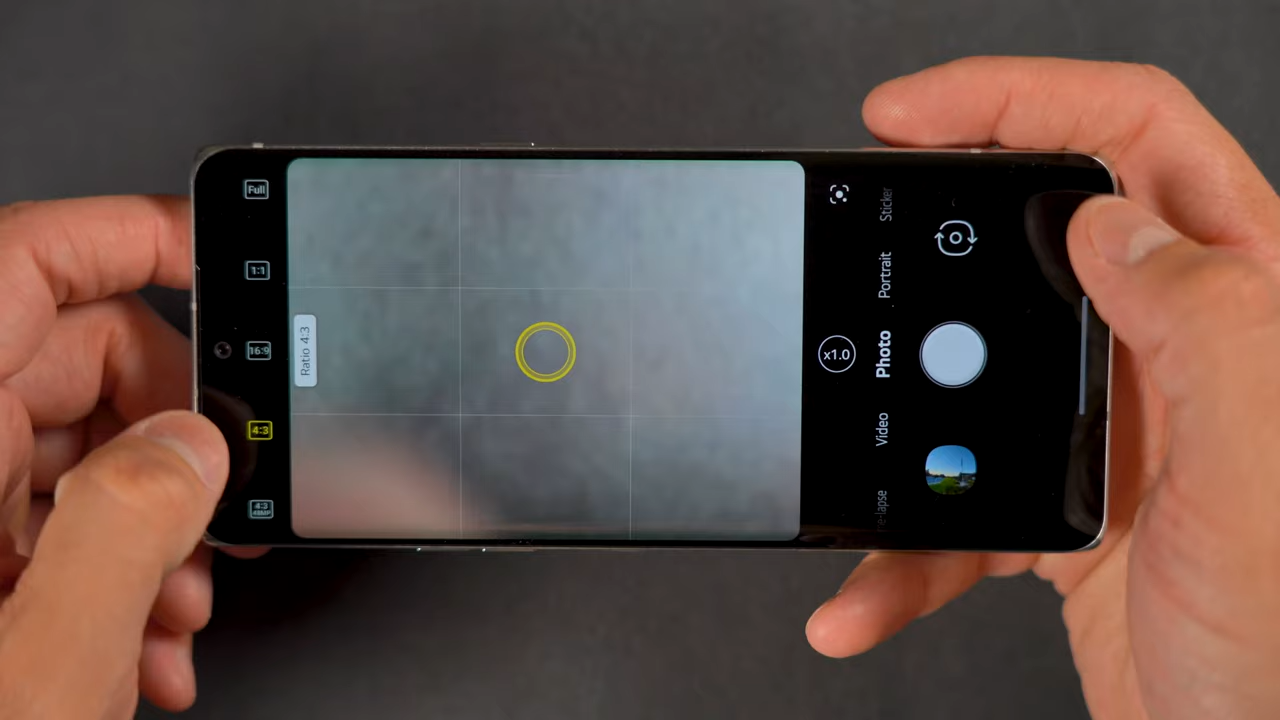 Full
1:1
16:9
4:3
4:3
48MP
Ratio 4:3
x1.0
Sticker
Portrait
Photo
Video
e-lapse